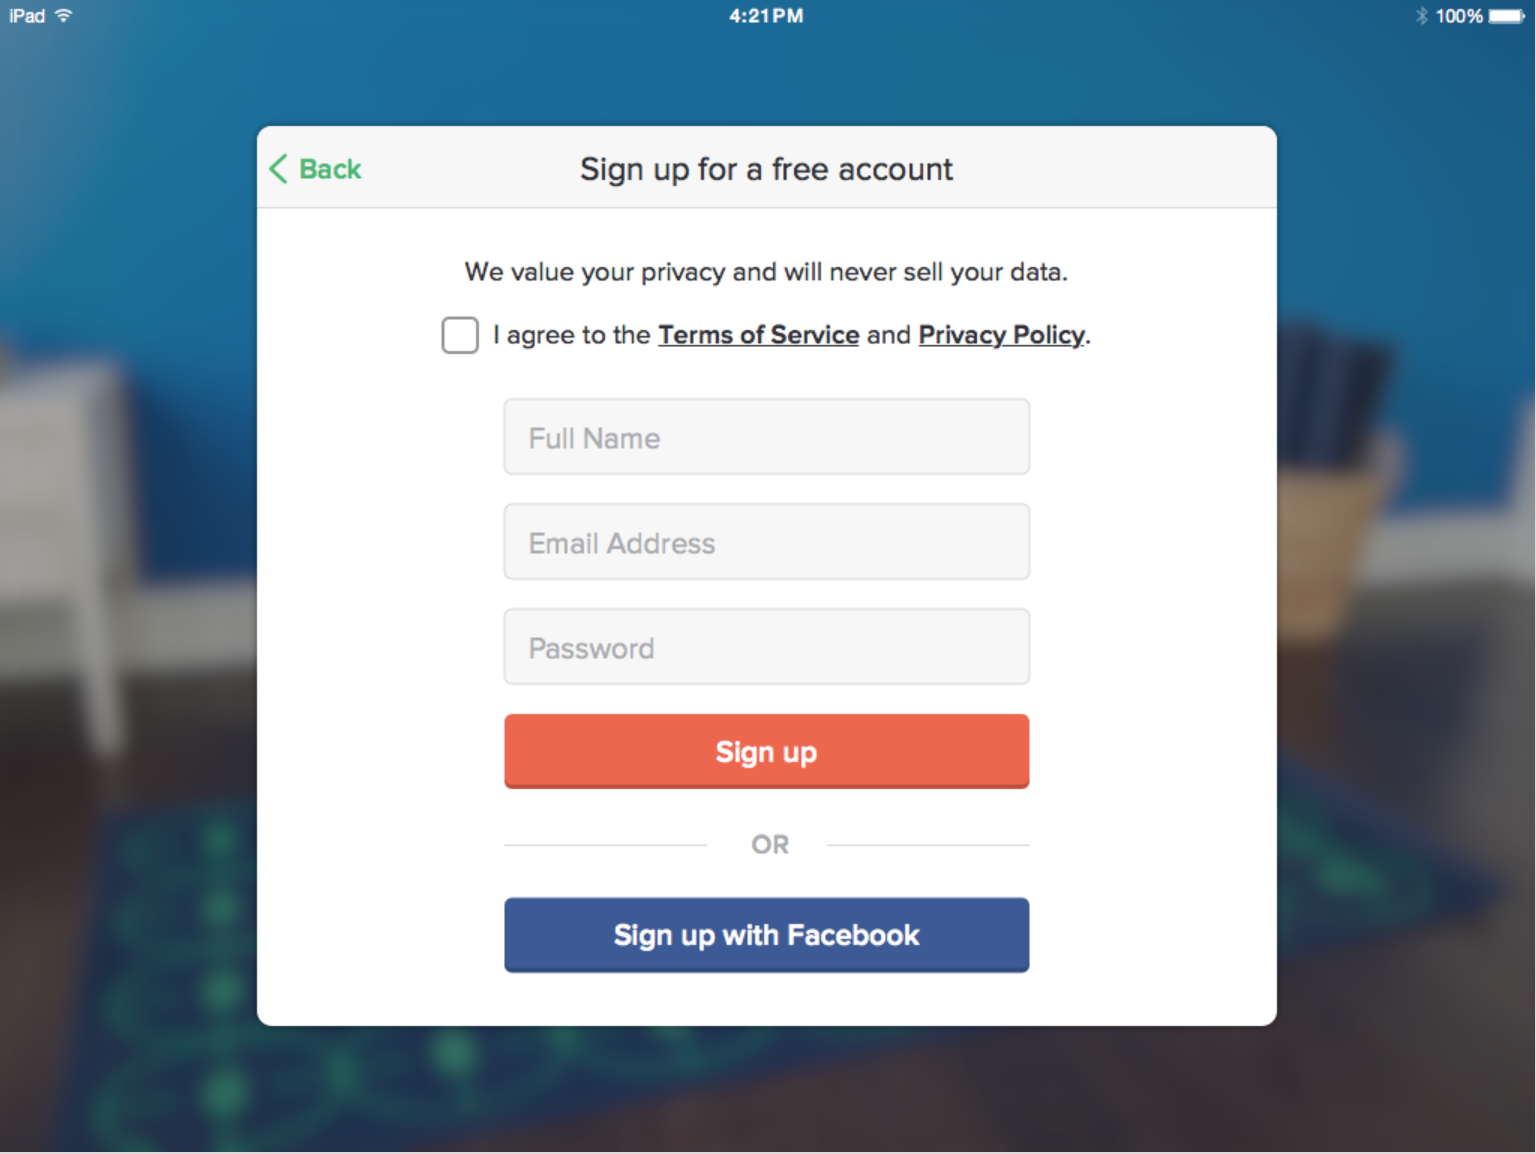 iPad
4:21PM
100%
Back
Sign up for a free account
We value your privacy and will never sell your data.
I agree to the Terms of Service and Privacy Policy.
Full Name
Email Address
Password
Sign up
OR
Sign up with Facebook